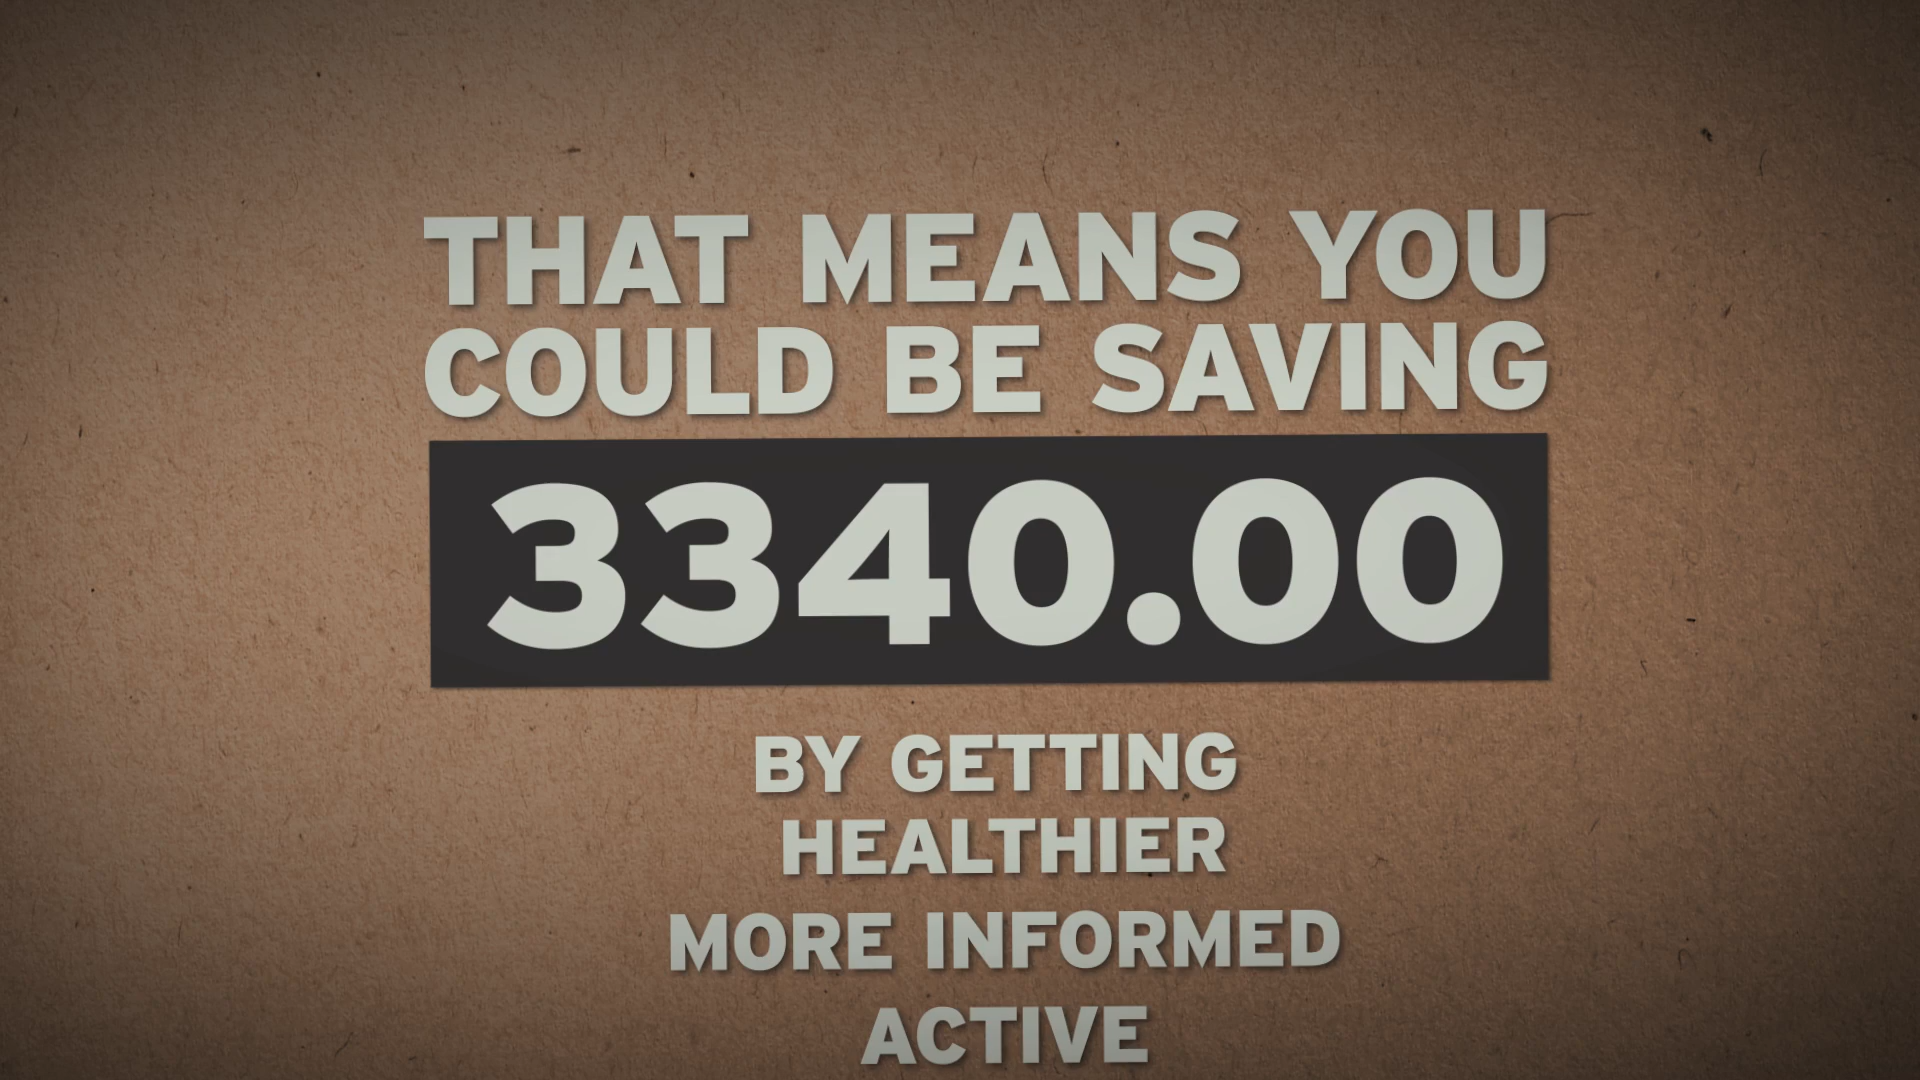 THAT MEANS YOU
COULD BE SAVING
3340.00
BY GETTING
HEALTHIER
MORE INFORMED
ACTIVE